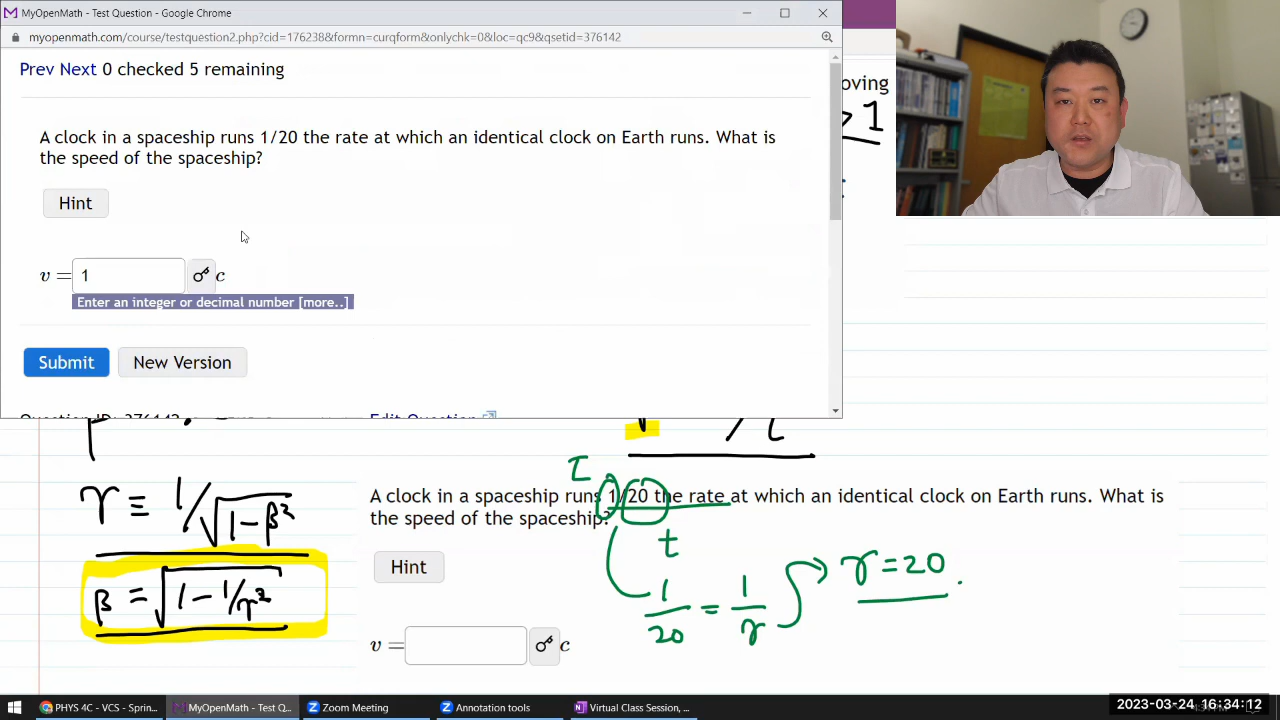 MyOpenMath - Test Question - Google Chrome
myopenmath.com/course/testquestion2.php?cid=176238&formn=curqform&onlychk=0&loc=qc9&qsetid=376142
Prev Next 0 checked 5 remaining
oving
> 1
A clock in a spaceship runs 1/20 the rate at which an identical clock on Earth runs. What is
the speed of the spaceship?
Hint
v = 1 c
Enter an integer or decimal number [more..]
Submit New Version
Question ID: 376142
Edit Question
γ ≡ 1/√1-β²
β = √1-1/γ²
τ
A clock in a spaceship runs 1/20 the rate at which an identical clock on Earth runs. What is
the speed of the spaceship?
t
Hint
1/20 = 1/γ
γ = 20
v = c
PHYS 4C - VCS - Sprin...
MyOpenMath - Test Q...
Zoom Meeting
Annotation tools
Virtual Class Session, ...
2023-03-24 16:34:12